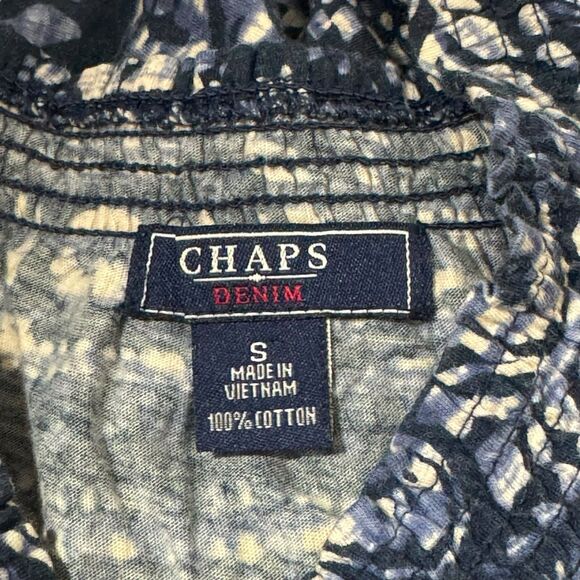 CHAPS
DENIM
S
MADE IN
VIETNAM
100% COTTON